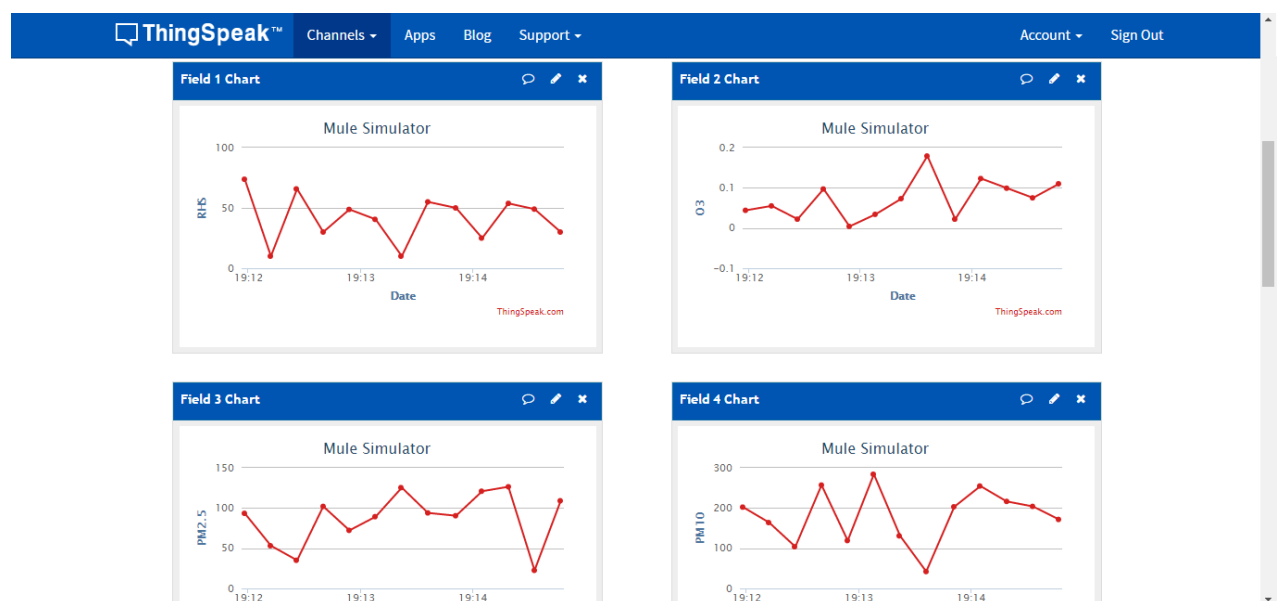 ThingSpeak™ Channels Apps Blog Support Account Sign Out
Field 1 Chart
Mule Simulator
100
50
0
RHS
19:12 19:13 19:14
Date
ThingSpeak.com
Field 2 Chart
Mule Simulator
0.2
0.1
0
-0.1
O3
19:12 19:13 19:14
Date
ThingSpeak.com
Field 3 Chart
Mule Simulator
150
100
50
0
PM2.5
19:12 19:13 19:14
Field 4 Chart
Mule Simulator
300
200
100
0
PM10
19:12 19:13 19:14